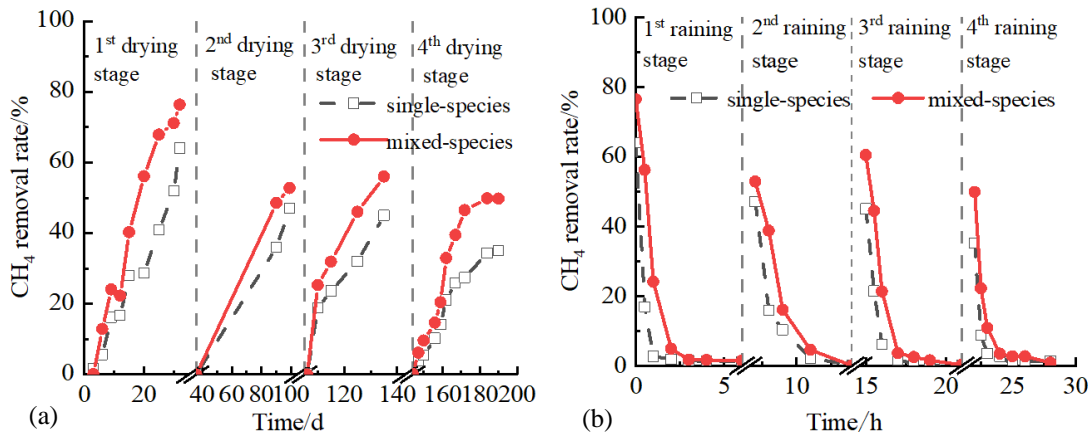 100
80
60
40
20
0
CH4 removal rate/%
1st drying
stage
2nd drying
stage
3rd drying
stage
4th drying
stage
single-species
mixed-species
0 20 40 60 80 100 120 140 160 180 200
Time/d
(a)
100
80
60
40
20
0
CH4 removal rate/%
1st raining
stage
2nd raining
stage
3rd raining
stage
4th raining
stage
single-species
mixed-species
0 5 10 15 20 25 30
Time/h
(b)